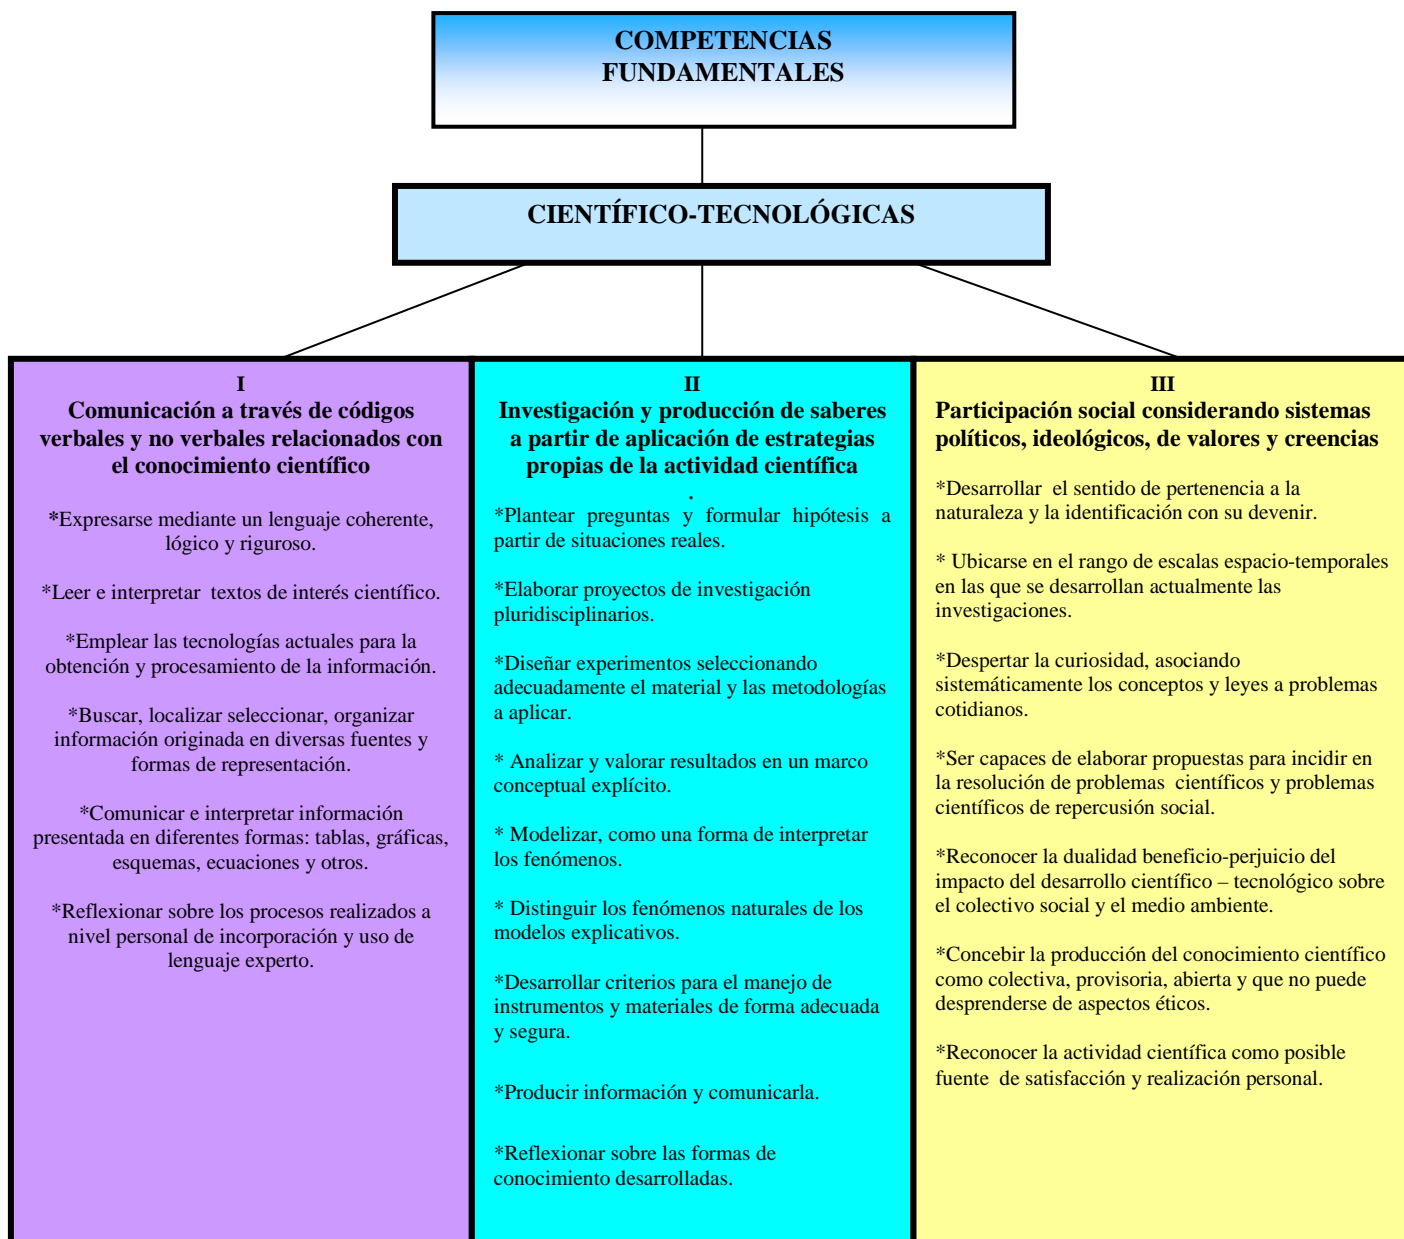 COMPETENCIAS
FUNDAMENTALES
CIENTÍFICO-TECNOLÓGICAS
I
Comunicación a través de códigos
verbales y no verbales relacionados con
el conocimiento científico
*Expresarse mediante un lenguaje coherente,
lógico y riguroso.
*Leer e interpretar textos de interés científico.
*Emplear las tecnologías actuales para la
obtención y procesamiento de la información.
*Buscar, localizar seleccionar, organizar
información originada en diversas fuentes y
formas de representación.
*Comunicar e interpretar información
presentada en diferentes formas: tablas, gráficas,
esquemas, ecuaciones y otros.
*Reflexionar sobre los procesos realizados a
nivel personal de incorporación y uso de
lenguaje experto.
II
Investigación y producción de saberes
a partir de aplicación de estrategias
propias de la actividad científica
.
*Plantear preguntas y formular hipótesis a
partir de situaciones reales.
*Elaborar proyectos de investigación
pluridisciplinarios.
*Diseñar experimentos seleccionando
adecuadamente el material y las metodologías
a aplicar.
* Analizar y valorar resultados en un marco
conceptual explícito.
* Modelizar, como una forma de interpretar
los fenómenos.
* Distinguir los fenómenos naturales de los
modelos explicativos.
*Desarrollar criterios para el manejo de
instrumentos y materiales de forma adecuada
y segura.
*Producir información y comunicarla.
*Reflexionar sobre las formas de
conocimiento desarrolladas.
III
Participación social considerando sistemas
políticos, ideológicos, de valores y creencias
*Desarrollar el sentido de pertenencia a la
naturaleza y la identificación con su devenir.
* Ubicarse en el rango de escalas espacio-temporales
en las que se desarrollan actualmente las
investigaciones.
*Despertar la curiosidad, asociando
sistemáticamente los conceptos y leyes a problemas
cotidianos.
*Ser capaces de elaborar propuestas para incidir en
la resolución de problemas científicos y problemas
científicos de repercusión social.
*Reconocer la dualidad beneficio-perjuicio del
impacto del desarrollo científico – tecnológico sobre
el colectivo social y el medio ambiente.
*Concebir la producción del conocimiento científico
como colectiva, provisoria, abierta y que no puede
desprenderse de aspectos éticos.
*Reconocer la actividad científica como posible
fuente de satisfacción y realización personal.